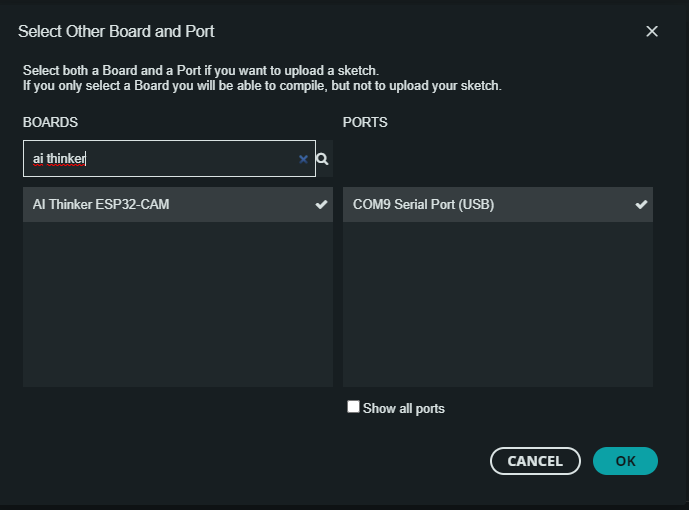 Select Other Board and Port
Select both a Board and a Port if you want to upload a sketch.
If you only select a Board you will be able to compile, but not to upload your sketch.
BOARDS
PORTS
ai thinker
AI Thinker ESP32-CAM
COM9 Serial Port (USB)
Show all ports
CANCEL
OK